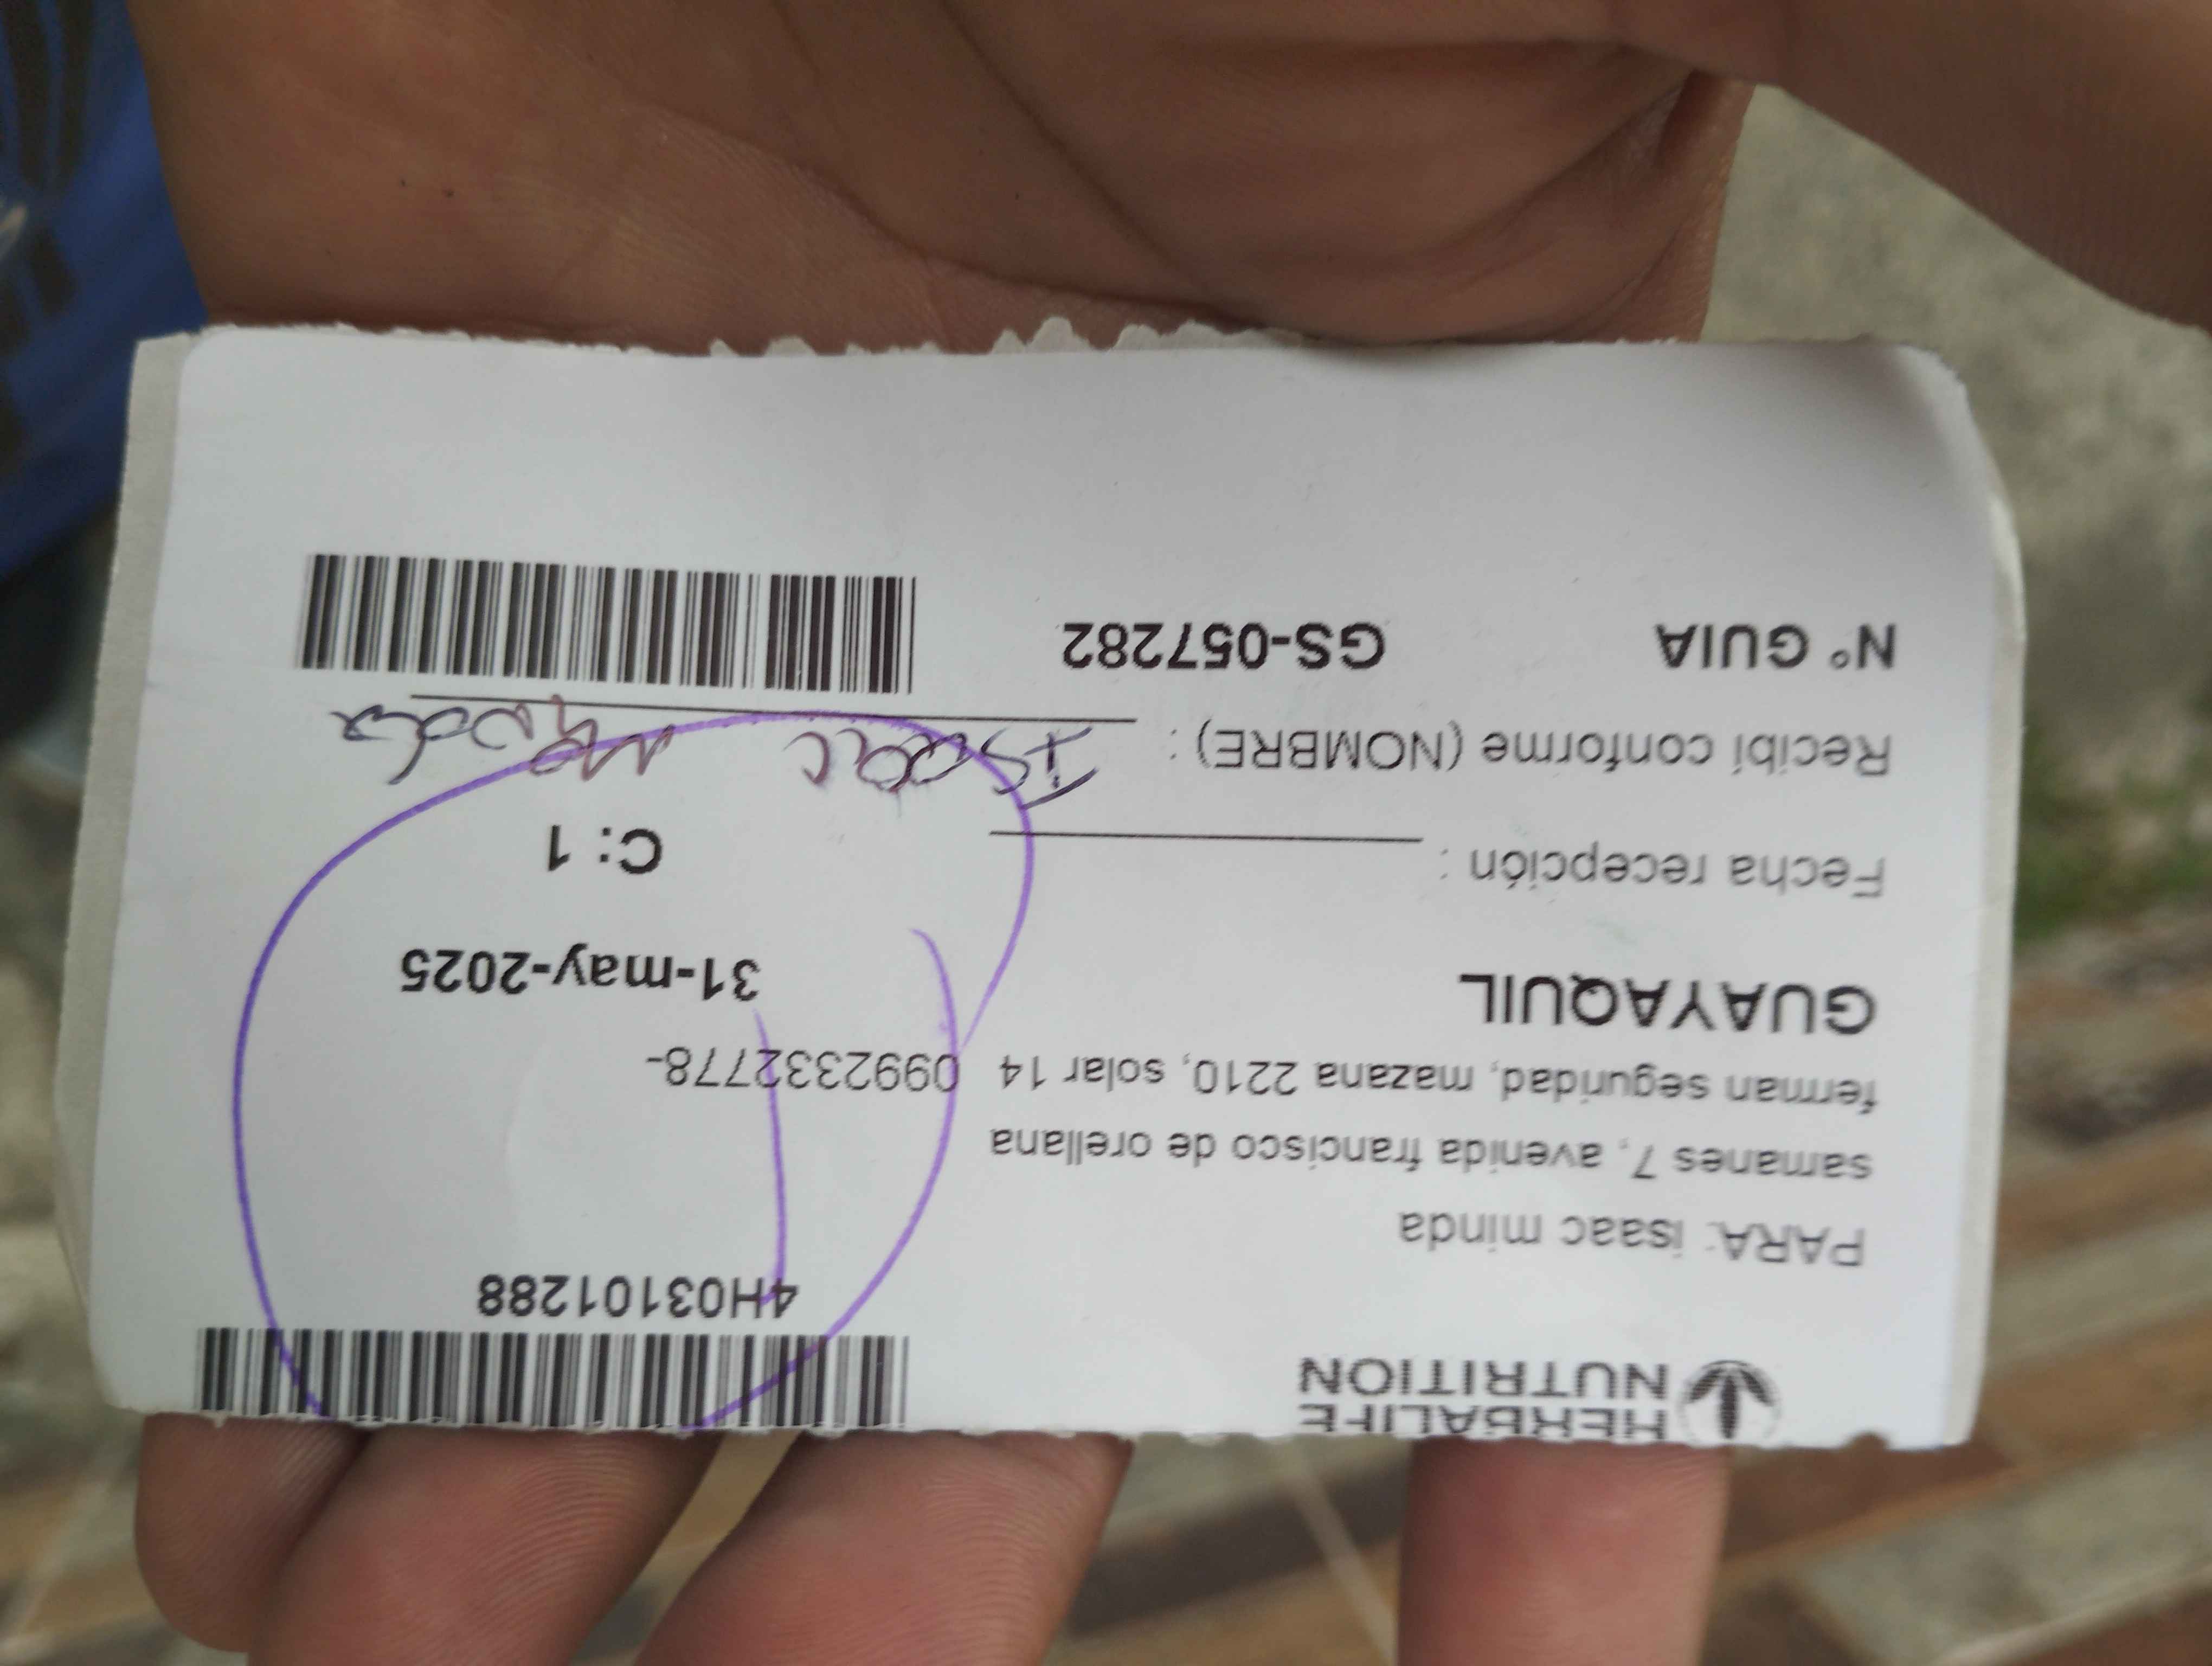 HERBALIFE
NUTRITION
4H03101288
PARA: isaac minda
samanes 7, avenida francisco de orellana
ferman seguridad, mazana 2210, solar 14 0992332778-
GUAYAQUIL 31-may-2025
Fecha recepción :
C: 1
Recibí conforme (NOMBRE) : Isaac
N° GUIA GS-057282